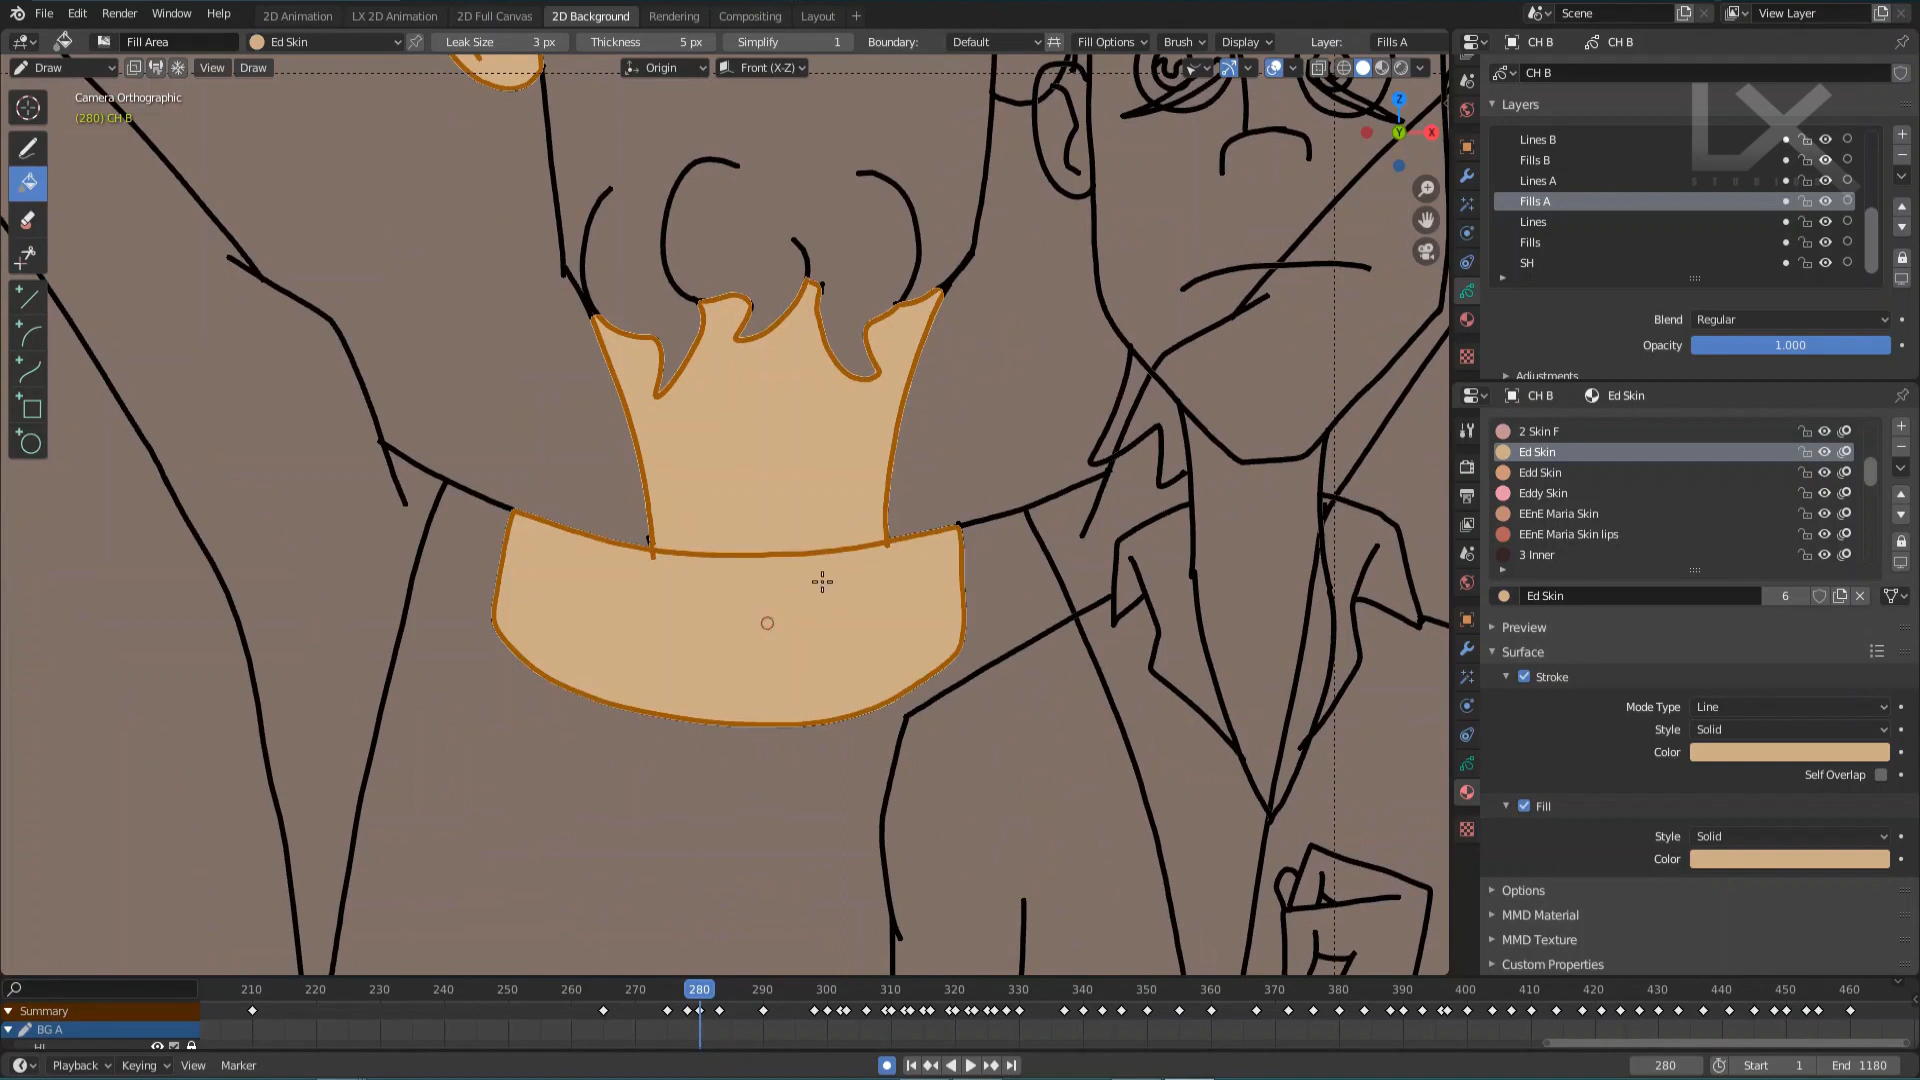 File Edit Render Window Help 2D Animation LX 2D Animation 2D Full Canvas 2D Background Rendering Compositing Layout + Scene View Layer
Fill Area Ed Skin Leak Size 3 px Thickness 5 px Simplify 1 Boundary: Default Fill Options Brush Display Layer: Fills A CH B CH B
Draw View Draw Origin Front (X-Z) CH B
Camera Orthographic
(280) CH B
Z
Y
X
Layers
LX
Lines B
Fills B
Lines A
Fills A
Lines
Fills
SH
Blend Regular
Opacity 1.000
Adjustments
CH B Ed Skin
2 Skin F
Ed Skin
Edd Skin
Eddy Skin
EEnE Maria Skin
EEnE Maria Skin lips
3 Inner
Ed Skin 6
Preview
Surface
Stroke
Mode Type Line
Style Solid
Color
Self Overlap
Fill
Style Solid
Color
Options
MMD Material
MMD Texture
Custom Properties
210 220 230 240 250 260 270 280 290 300 310 320 330 340 350 360 370 380 390 400 410 420 430 440 450 460
Summary
BG A
Playback Keying View Marker 280 Start 1 End 1180